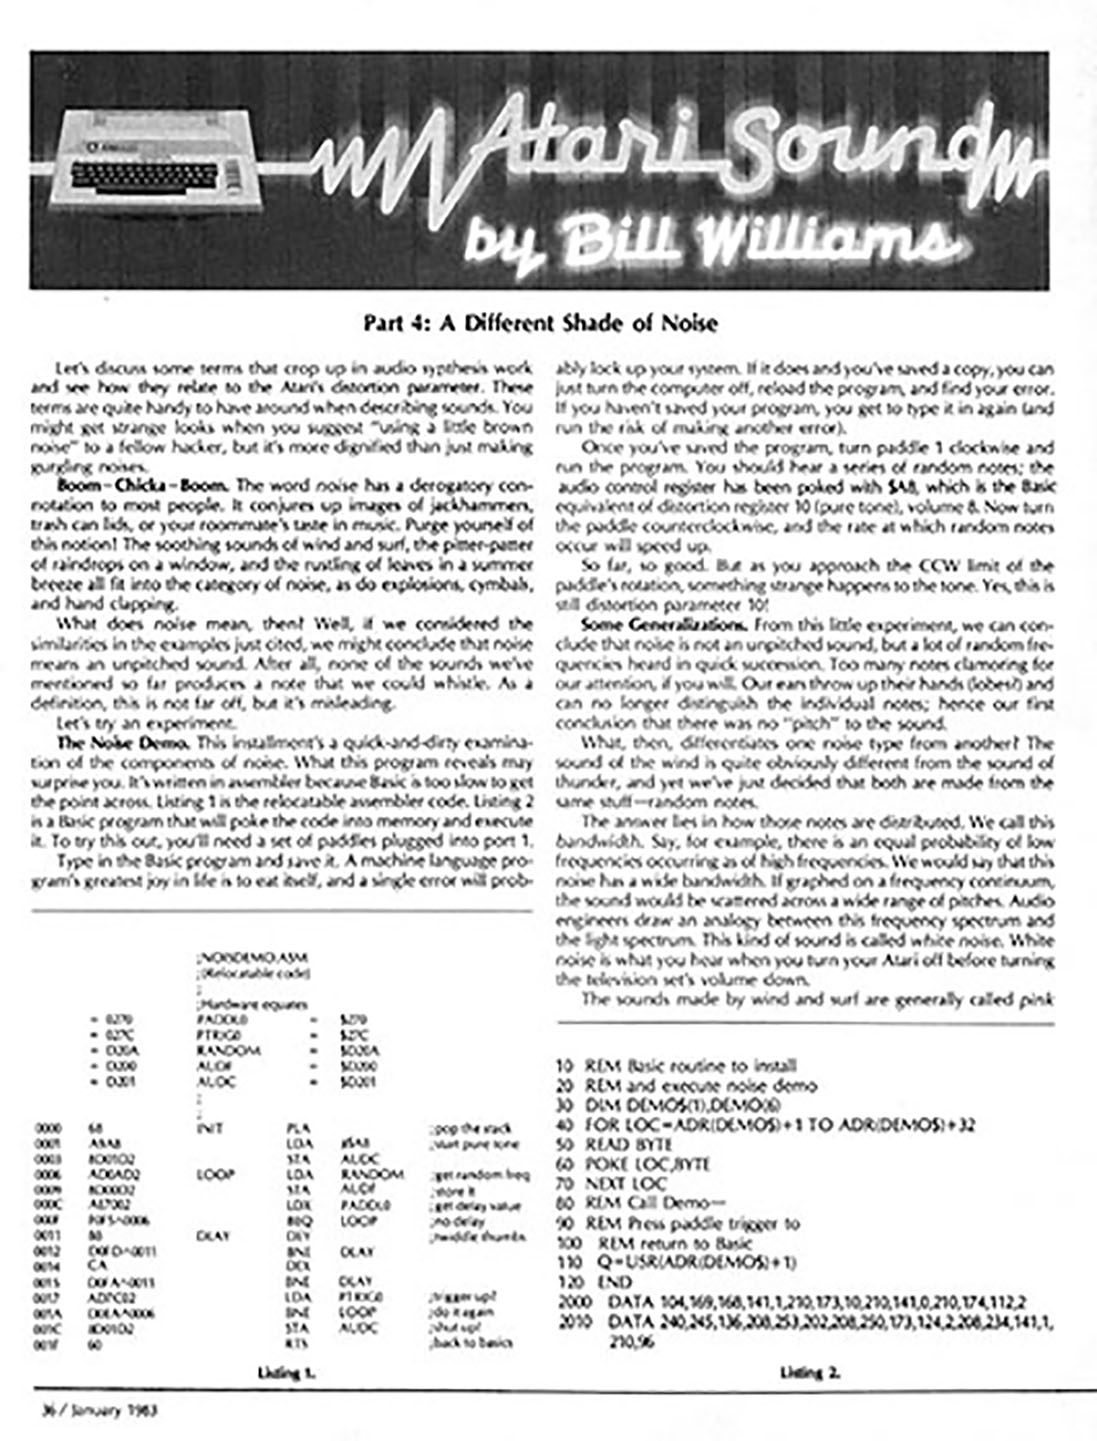 Atari Sound
by Bill Williams
Part 4: A Different Shade of Noise
Let's discuss some terms that crop up in audio sypthesis work
and see how they relate to the Atari's distortion parameter. These
terms are quite handy to have around when describing sounds. You
might get strange looks when you suggest "using a little brown
noise" to a fellow hacker, but it's more dignified than just making
gurgling noises.
Boom–Chicka–Boom. The word noise has a derogatory con-
notation to most people. It conjures up images of jackhammers,
trash can lids, or your roommate's taste in music. Purge yourself of
this notion! The soothing sounds of wind and surf, the pitter-patter
of raindrops on a window, and the rustling of leaves in a summer
breeze all fit into the category of noise, as do explosions, cymbals,
and hand clapping.
What does noise mean, then? Well, if we considered the
similarities in the examples just cited, we might conclude that noise
means an unpitched sound. After all, none of the sounds we've
mentioned so far produces a note that we could whistle. As a
definition, this is not far off, but it's misleading.
Let's try an experiment.
The Noise Demo. This installment's a quick-and-dirty examina-
tion of the components of noise. What this program reveals may
surprise you. It's written in assembler because Basic is too slow to get
the point across. Listing 1 is the relocatable assembler code. Listing 2
is a Basic program that will poke the code into memory and execute
it. To try this out, you'll need a set of paddles plugged into port 1.
Type in the Basic program and save it. A machine language pro-
gram's greatest joy in life is to eat itself, and a single error will prob-
;NOISDEMO.ASM
;(Relocatable code)
;
;Hardware equates
= 0270 PADDL0 = $270
= 027C PTRIG0 = $27C
= D20A RANDOM = $D20A
= D200 AUDF = $D200
= D201 AUDC = $D201
;
;
0000 68 INIT PLA ;pop the stack
0001 A9A8 LDA #$A8 ;start pure tone
0003 8D01D2 STA AUDC
0006 AD0AD2 LOOP LDA RANDOM ;get random freq
0009 8D00D2 STA AUDF ;store it
000C AE7002 LDX PADDL0 ;get delay value
000F F0F5^0006 BEQ LOOP ;no delay
0011 88 DLAY DEY ;twiddle thumbs
0012 D0FD^0011 BNE DLAY
0014 CA DEX
0015 D0FA^0011 BNE DLAY
0017 AD7C02 LDA PTRIG0 ;trigger up?
001A D0EA^0006 BNE LOOP ;do it again
001C 8D01D2 STA AUDC ;shut up!
001F 60 RTS ;back to basics
Listing 1.
ably lock up your system. If it does and you've saved a copy, you can
just turn the computer off, reload the program, and find your error.
If you haven't saved your program, you get to type it in again (and
run the risk of making another error).
Once you've saved the program, turn paddle 1 clockwise and
run the program. You should hear a series of random notes; the
audio control register has been poked with $A8, which is the Basic
equivalent of distortion register 10 (pure tone), volume 8. Now turn
the paddle counterclockwise, and the rate at which random notes
occur will speed up.
So far, so good. But as you approach the CCW limit of the
paddle's rotation, something strange happens to the tone. Yes, this is
still distortion parameter 10!
Some Generalizations. From this little experiment, we can con-
clude that noise is not an unpitched sound, but a lot of random fre-
quencies heard in quick succession. Too many notes clamoring for
our attention, if you will. Our ears throw up their hands (lobes?) and
can no longer distinguish the individual notes; hence our first
conclusion that there was no "pitch" to the sound.
What, then, differentiates one noise type from another? The
sound of the wind is quite obviously different from the sound of
thunder, and yet we've just decided that both are made from the
same stuff—random notes.
The answer lies in how those notes are distributed. We call this
bandwidth. Say, for example, there is an equal probability of low
frequencies occurring as of high frequencies. We would say that this
noise has a wide bandwidth. If graphed on a frequency continuum,
the sound would be scattered across a wide range of pitches. Audio
engineers draw an analogy between this frequency spectrum and
the light spectrum. This kind of sound is called white noise. White
noise is what you hear when you turn your Atari off before turning
the television set's volume down.
The sounds made by wind and surf are generally called pink
10 REM Basic routine to install
20 REM and execute noise demo
30 DIM DEMO$(1),DEMO(6)
40 FOR LOC=ADR(DEMO$)+1 TO ADR(DEMO$)+32
50 READ BYTE
60 POKE LOC,BYTE
70 NEXT LOC
80 REM Call Demo—
90 REM Press paddle trigger to
100 REM return to Basic
110 Q=USR(ADR(DEMO$)+1)
120 END
2000 DATA 104,169,168,141,1,210,173,10,210,141,0,210,174,112,2
2010 DATA 240,245,136,208,253,202,208,250,173,124,2,208,234,141,1,
210,96
Listing 2.
36 / January 1983